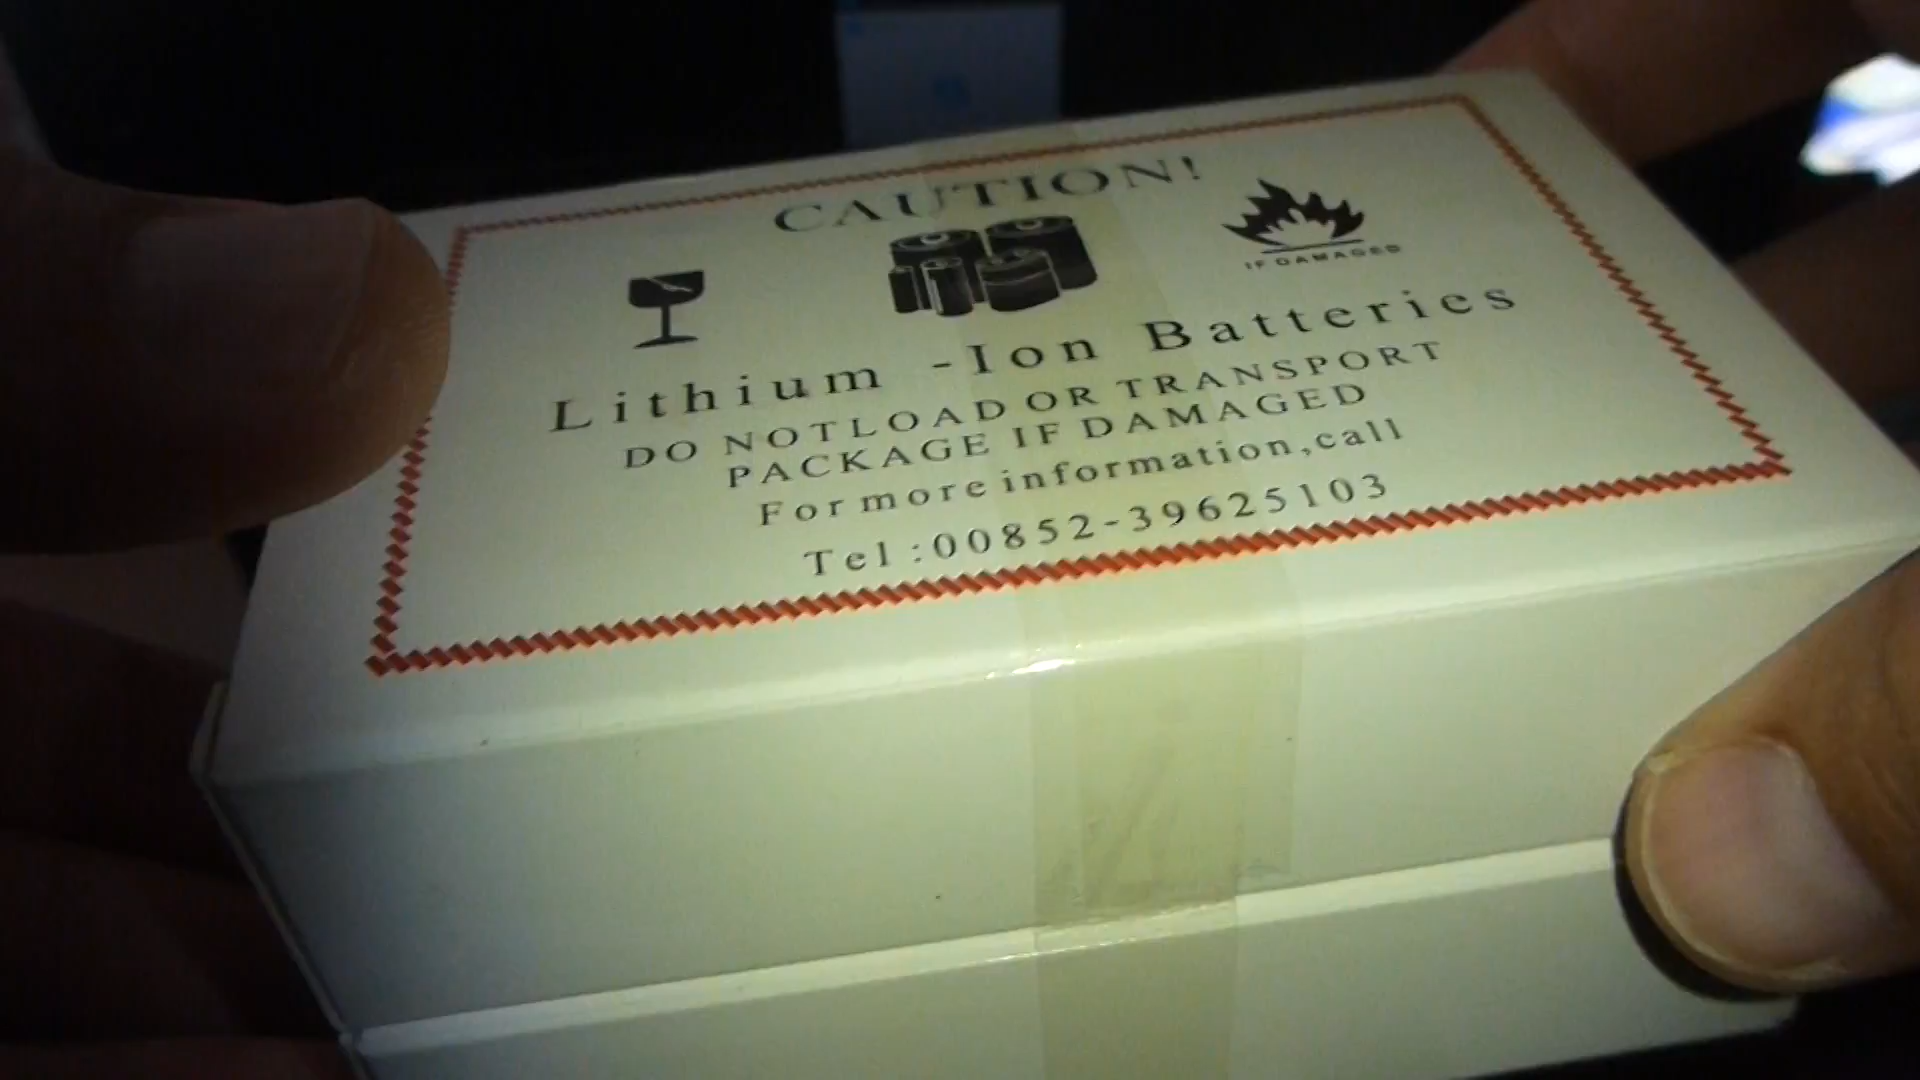 CAUTION!
IF DAMAGED
Lithium -Ion Batteries
DO NOTLOAD OR TRANSPORT
PACKAGE IF DAMAGED
For more information,call
Tel:00852-39625103